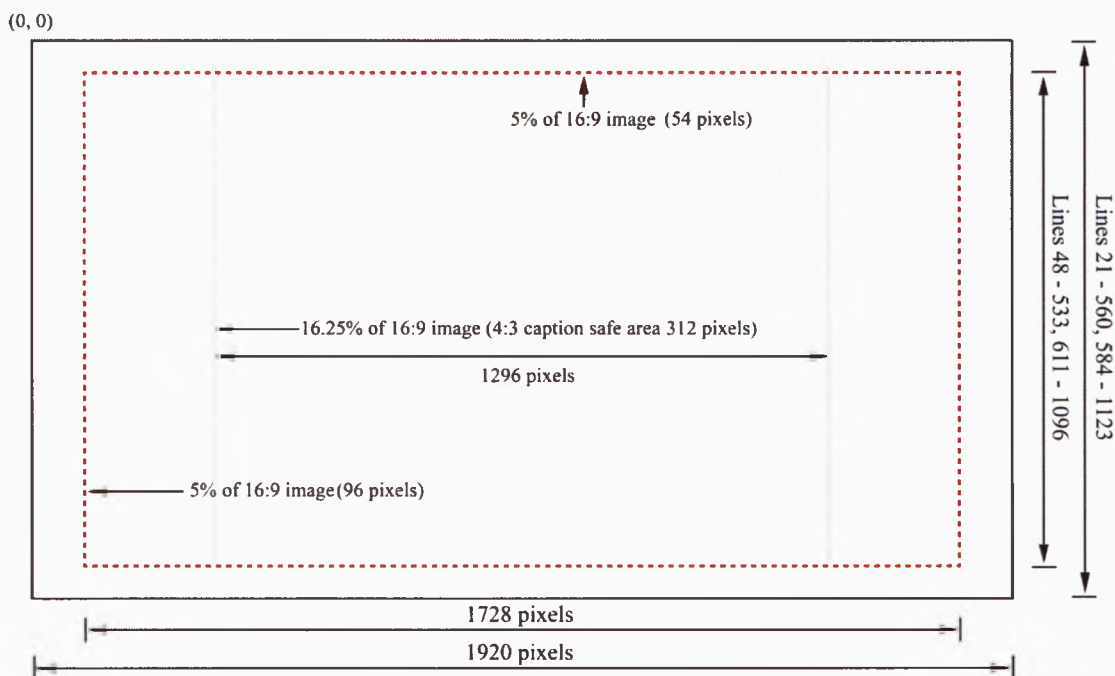 (0, 0)
5% of 16:9 image (54 pixels)
16.25% of 16:9 image (4:3 caption safe area 312 pixels)
1296 pixels
5% of 16:9 image (96 pixels)
Lines 48 - 533, 611 - 1096
Lines 21 - 560, 584 - 1123
1728 pixels
1920 pixels